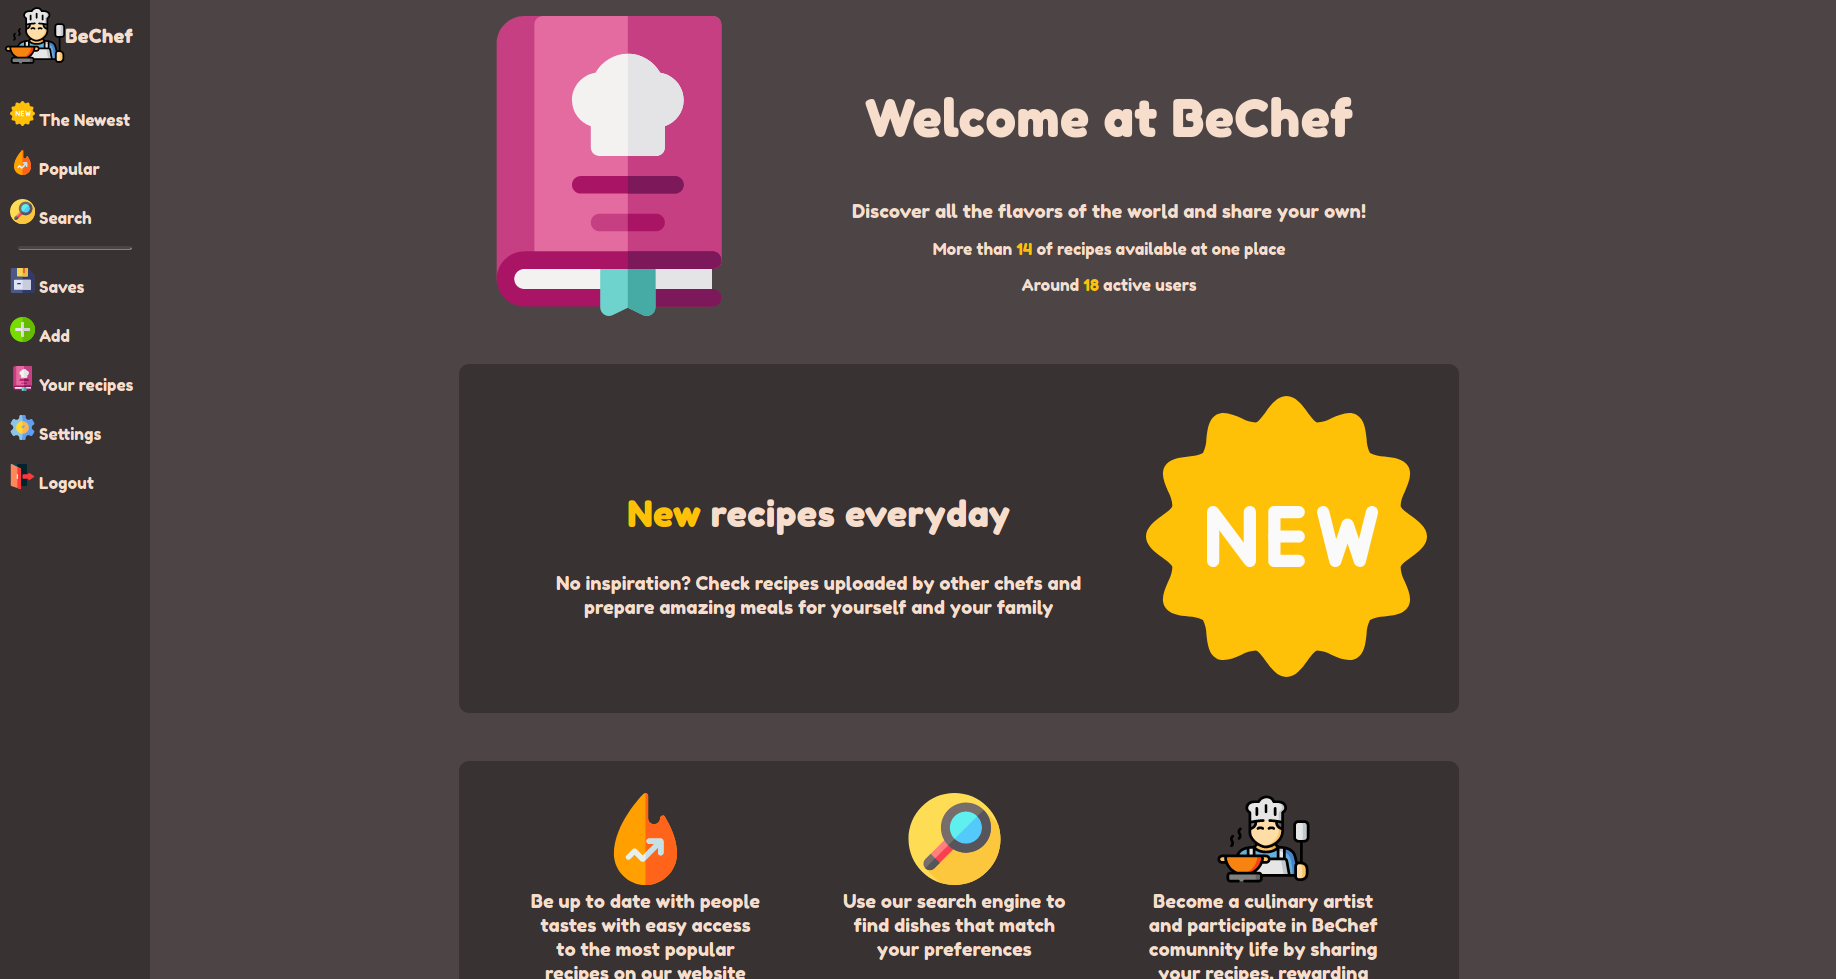 BeChef
NEW
The Newest
Popular
Search
Saves
Add
Your recipes
Settings
Logout
Welcome at BeChef
Discover all the flavors of the world and share your own!
More than 14 of recipes available at one place
Around 18 active users
New recipes everyday
No inspiration? Check recipes uploaded by other chefs and
prepare amazing meals for yourself and your family
NEW
Be up to date with people
tastes with easy access
to the most popular
recipes on our website
Use our search engine to
find dishes that match
your preferences
Become a culinary artist
and participate in BeChef
comunnity life by sharing
your recipes, rewarding